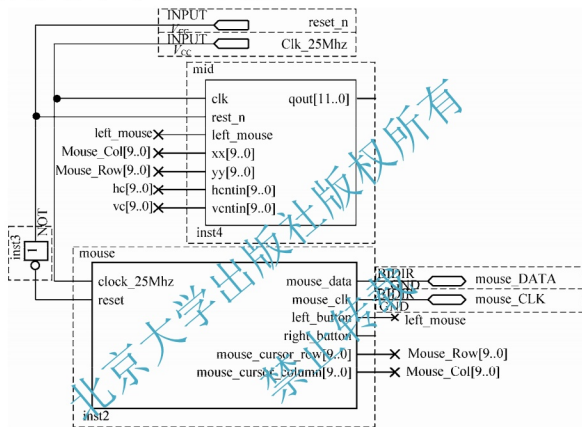 INPUT
VCC
reset_n
INPUT
VCC
Clk_25Mhz
mid
clk
qout[11..0]
rest_n
left_mouse
left_mouse
Mouse_Col[9..0]
xx[9..0]
Mouse_Row[9..0]
yy[9..0]
hc[9..0]
hcntin[9..0]
vc[9..0]
vcntin[9..0]
inst4
NOT
1
inst3
mouse
clock_25Mhz
reset
mouse_data
BIDIR
GND
mouse_DATA
mouse_clk
BIDIR
GND
mouse_CLK
left_button
left_mouse
right_button
mouse_cursor_row[9..0]
Mouse_Row[9..0]
mouse_cursor_column[9..0]
Mouse_Col[9..0]
inst2
北京大学出版社版权所有
禁止转载